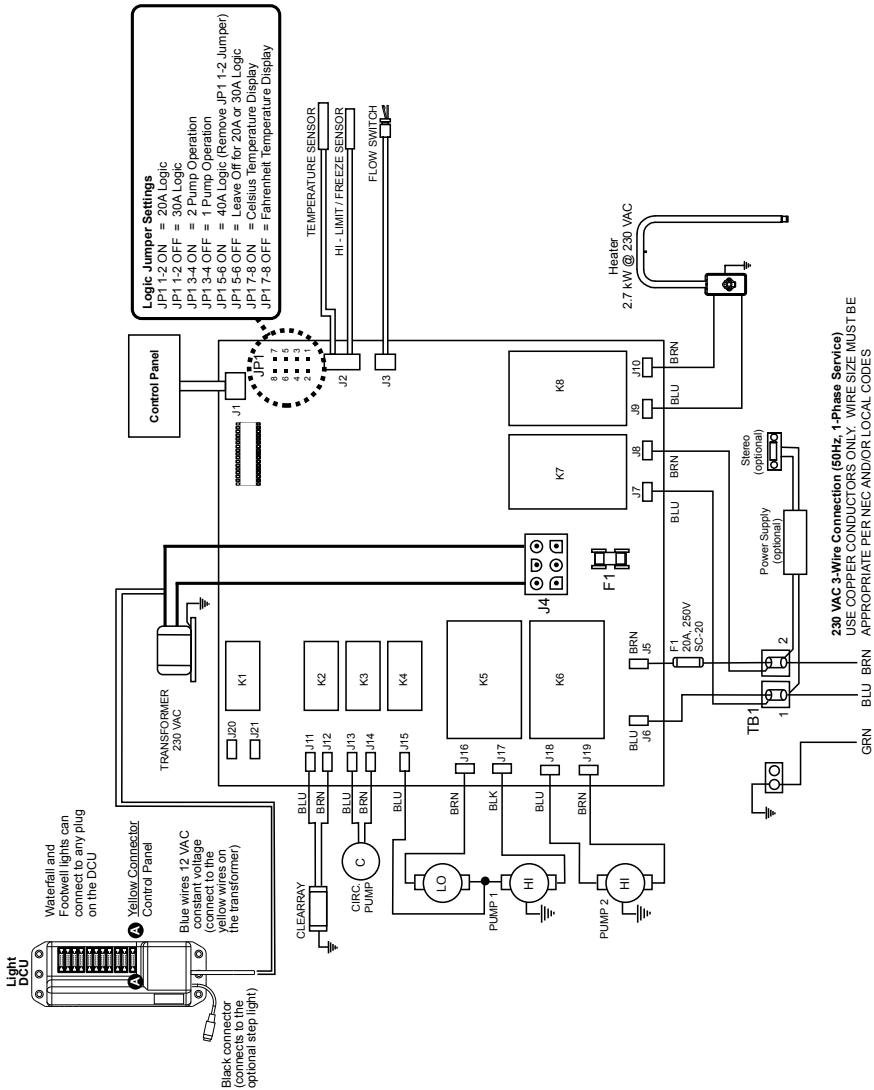 Light
DCU
Waterfall and
Footwell lights can
connect to any plug
on the DCU
A
A
Yellow Connector
Control Panel
Blue wires 12 VAC
constant voltage
(connect to the
yellow wires on
the transformer)
Black connector
(connects to the
optional step light)
TRANSFORMER
230 VAC
Control Panel
Logic Jumper Settings
JP1 1-2 ON = 20A Logic
JP1 1-2 OFF = 30A Logic
JP1 3-4 ON = 2 Pump Operation
JP1 3-4 OFF = 1 Pump Operation
JP1 5-6 ON = 40A Logic (Remove JP1 1-2 Jumper)
JP1 5-6 OFF = Leave Off for 20A or 30A Logic
JP1 7-8 ON = Celsius Temperature Display
JP1 7-8 OFF = Fahrenheit Temperature Display
J1
JP1
8 7
6 5
4 3
2 1
J2
J3
TEMPERATURE SENSOR
HI - LIMIT / FREEZE SENSOR
FLOW SWITCH
J20
J21
K1
CLEARRAY
BLU
J11
BRN
J12
K2
CIRC.
PUMP
C
BLU
J13
BRN
J14
K3
BLU
J15
K4
J4
F1
PUMP 1
LO
HI
BRN
J16
BLK
J17
K5
PUMP 2
HI
BLU
J18
BRN
J19
K6
K7
K8
BLU
J6
BRN
J5
F1
20A, 250V
SC-20
J7
BLU
J8
BRN
J9
BLU
J10
BRN
Heater
2.7 kW @ 230 VAC
TB1
1
2
Power Supply
(optional)
Stereo
(optional)
GRN
BLU
BRN
230 VAC 3-Wire Connection (50Hz, 1-Phase Service)
USE COPPER CONDUCTORS ONLY. WIRE SIZE MUST BE
APPROPRIATE PER NEC AND/OR LOCAL CODES